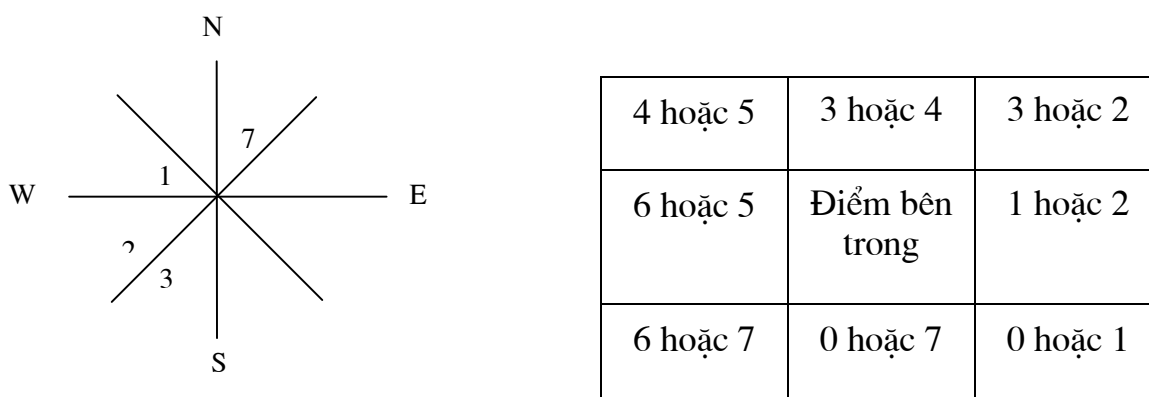 N
7
1
W
E
2
3
S
4 hoặc 5
3 hoặc 4
3 hoặc 2
6 hoặc 5
Điểm bên
trong
1 hoặc 2
6 hoặc 7
0 hoặc 7
0 hoặc 1